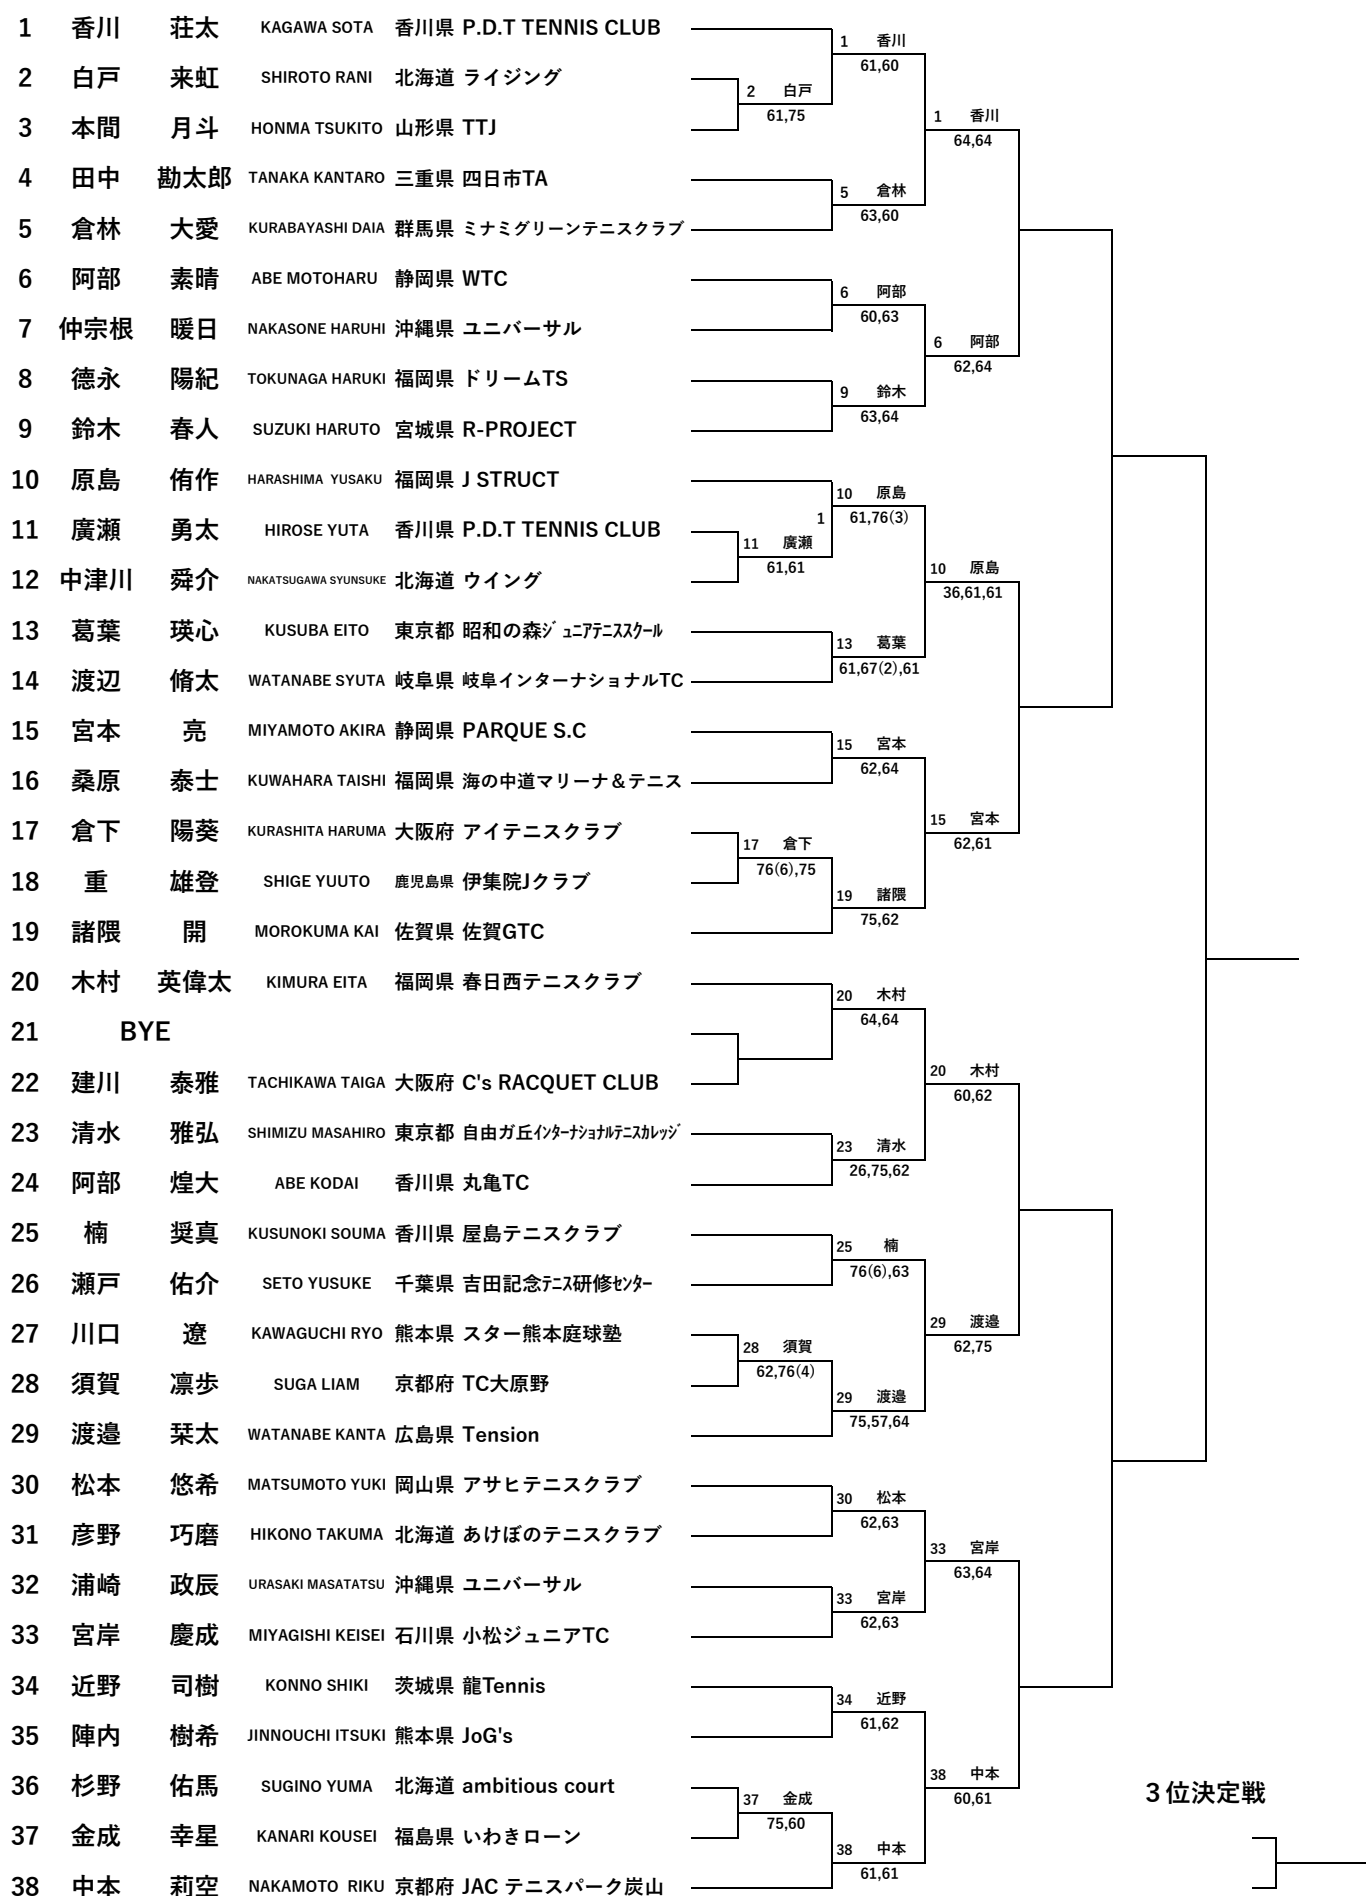 1 香川 荘太 KAGAWA SOTA 香川県 P.D.T TENNIS CLUB
1 香川
61,60
2 白戸 来虹 SHIROTO RANI 北海道 ライジング
2 白戸
61,75
3 本間 月斗 HONMA TSUKITO 山形県 TTJ
1 香川
64,64
4 田中 勘太郎 TANAKA KANTARO 三重県 四日市TA
5 倉林
63,60
5 倉林 大愛 KURABAYASHI DAIA 群馬県 ミナミグリーンテニスクラブ
6 阿部 素晴 ABE MOTOHARU 静岡県 WTC
6 阿部
60,63
7 仲宗根 暖日 NAKASONE HARUHI 沖縄県 ユニバーサル
6 阿部
62,64
8 德永 陽紀 TOKUNAGA HARUKI 福岡県 ドリームTS
9 鈴木
63,64
9 鈴木 春人 SUZUKI HARUTO 宮城県 R-PROJECT
10 原島 侑作 HARASHIMA YUSAKU 福岡県 J STRUCT
10 原島
1 61,76(3)
11 廣瀬 勇太 HIROSE YUTA 香川県 P.D.T TENNIS CLUB
11 廣瀬
61,61
12 中津川 舜介 NAKATSUGAWA SYUNSUKE 北海道 ウイング
10 原島
36,61,61
13 葛葉 瑛心 KUSUBA EITO 東京都 昭和の森ｼﾞｭﾆｱﾃﾆｽｽｸｰﾙ
13 葛葉
61,67(2),61
14 渡辺 脩太 WATANABE SYUTA 岐阜県 岐阜インターナショナルTC
15 宮本 亮 MIYAMOTO AKIRA 静岡県 PARQUE S.C
15 宮本
62,64
16 桑原 泰士 KUWAHARA TAISHI 福岡県 海の中道マリーナ＆テニス
15 宮本
62,61
17 倉下 陽葵 KURASHITA HARUMA 大阪府 アイテニスクラブ
17 倉下
76(6),75
18 重 雄登 SHIGE YUUTO 鹿児島県 伊集院Jクラブ
19 諸隈
75,62
19 諸隈 開 MOROKUMA KAI 佐賀県 佐賀GTC
20 木村 英偉太 KIMURA EITA 福岡県 春日西テニスクラブ
20 木村
64,64
21 BYE
22 建川 泰雅 TACHIKAWA TAIGA 大阪府 C's RACQUET CLUB
20 木村
60,62
23 清水 雅弘 SHIMIZU MASAHIRO 東京都 自由ガ丘ｲﾝﾀｰﾅｼｮﾅﾙﾃﾆｽｶﾚｯｼﾞ
23 清水
26,75,62
24 阿部 煌大 ABE KODAI 香川県 丸亀TC
25 楠 奨真 KUSUNOKI SOUMA 香川県 屋島テニスクラブ
25 楠
76(6),63
26 瀬戸 佑介 SETO YUSUKE 千葉県 吉田記念ﾃﾆｽ研修ｾﾝﾀｰ
29 渡邉
62,75
27 川口 遼 KAWAGUCHI RYO 熊本県 スター熊本庭球塾
28 須賀
62,76(4)
28 須賀 凛歩 SUGA LIAM 京都府 TC大原野
29 渡邉
75,57,64
29 渡邉 栞太 WATANABE KANTA 広島県 Tension
30 松本 悠希 MATSUMOTO YUKI 岡山県 アサヒテニスクラブ
30 松本
62,63
31 彦野 巧磨 HIKONO TAKUMA 北海道 あけぼのテニスクラブ
33 宮岸
63,64
32 浦崎 政辰 URASAKI MASATATSU 沖縄県 ユニバーサル
33 宮岸
62,63
33 宮岸 慶成 MIYAGISHI KEISEI 石川県 小松ジュニアTC
34 近野 司樹 KONNO SHIKI 茨城県 龍Tennis
34 近野
61,62
35 陣内 樹希 JINNOUCHI ITSUKI 熊本県 JoG's
38 中本
60,61
36 杉野 佑馬 SUGINO YUMA 北海道 ambitious court
３位決定戦
37 金成
75,60
37 金成 幸星 KANARI KOUSEI 福島県 いわきローン
38 中本
61,61
38 中本 莉空 NAKAMOTO RIKU 京都府 JAC テニスパーク炭山